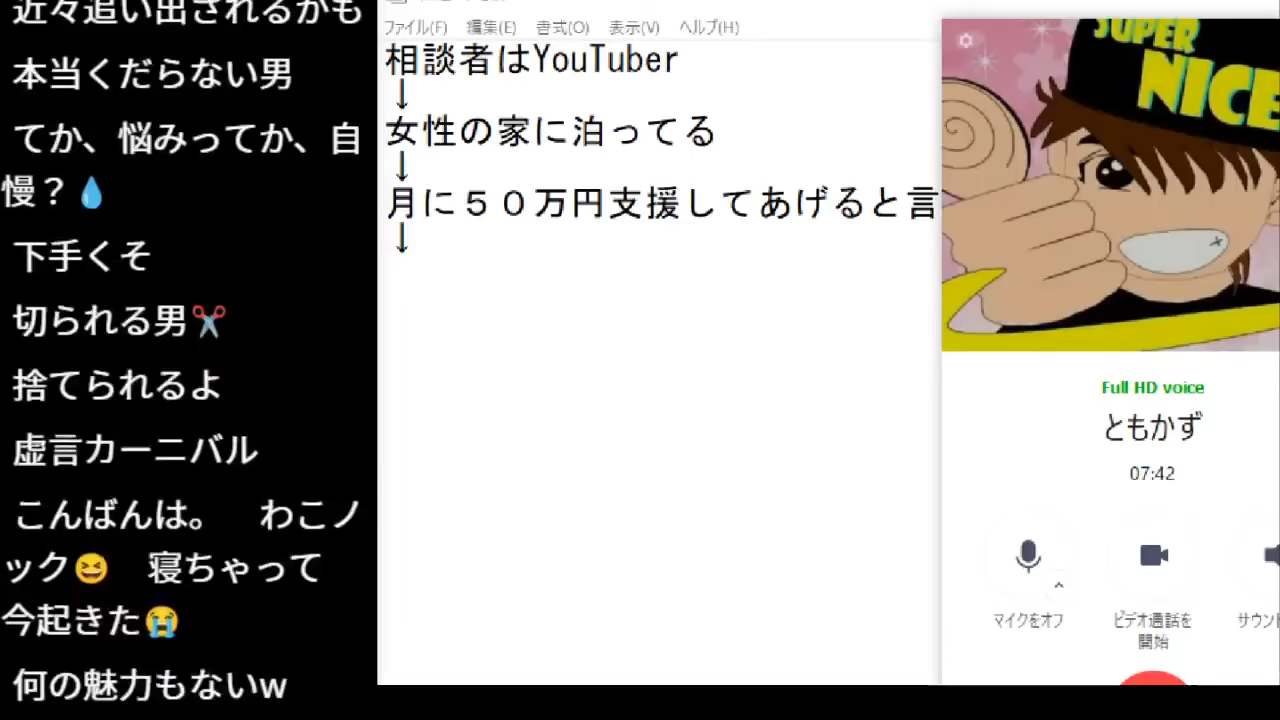 近々追い出されるかも
本当くだらない男
てか、悩みってか、自
慢？💧
下手くそ
切られる男✂️
捨てられるよ
虚言カーニバル
こんばんは。　わこノ
ック😆　寝ちゃって
今起きた😭
何の魅力もないw
ファイル(F)　編集(E)　書式(O)　表示(V)　ヘルプ(H)
相談者はYouTuber
↓
女性の家に泊ってる
↓
月に５０万円支援してあげると言
↓
SUPER
NICE
Full HD voice
ともかず
07:42
マイクをオフ
ビデオ通話を
開始
サウン